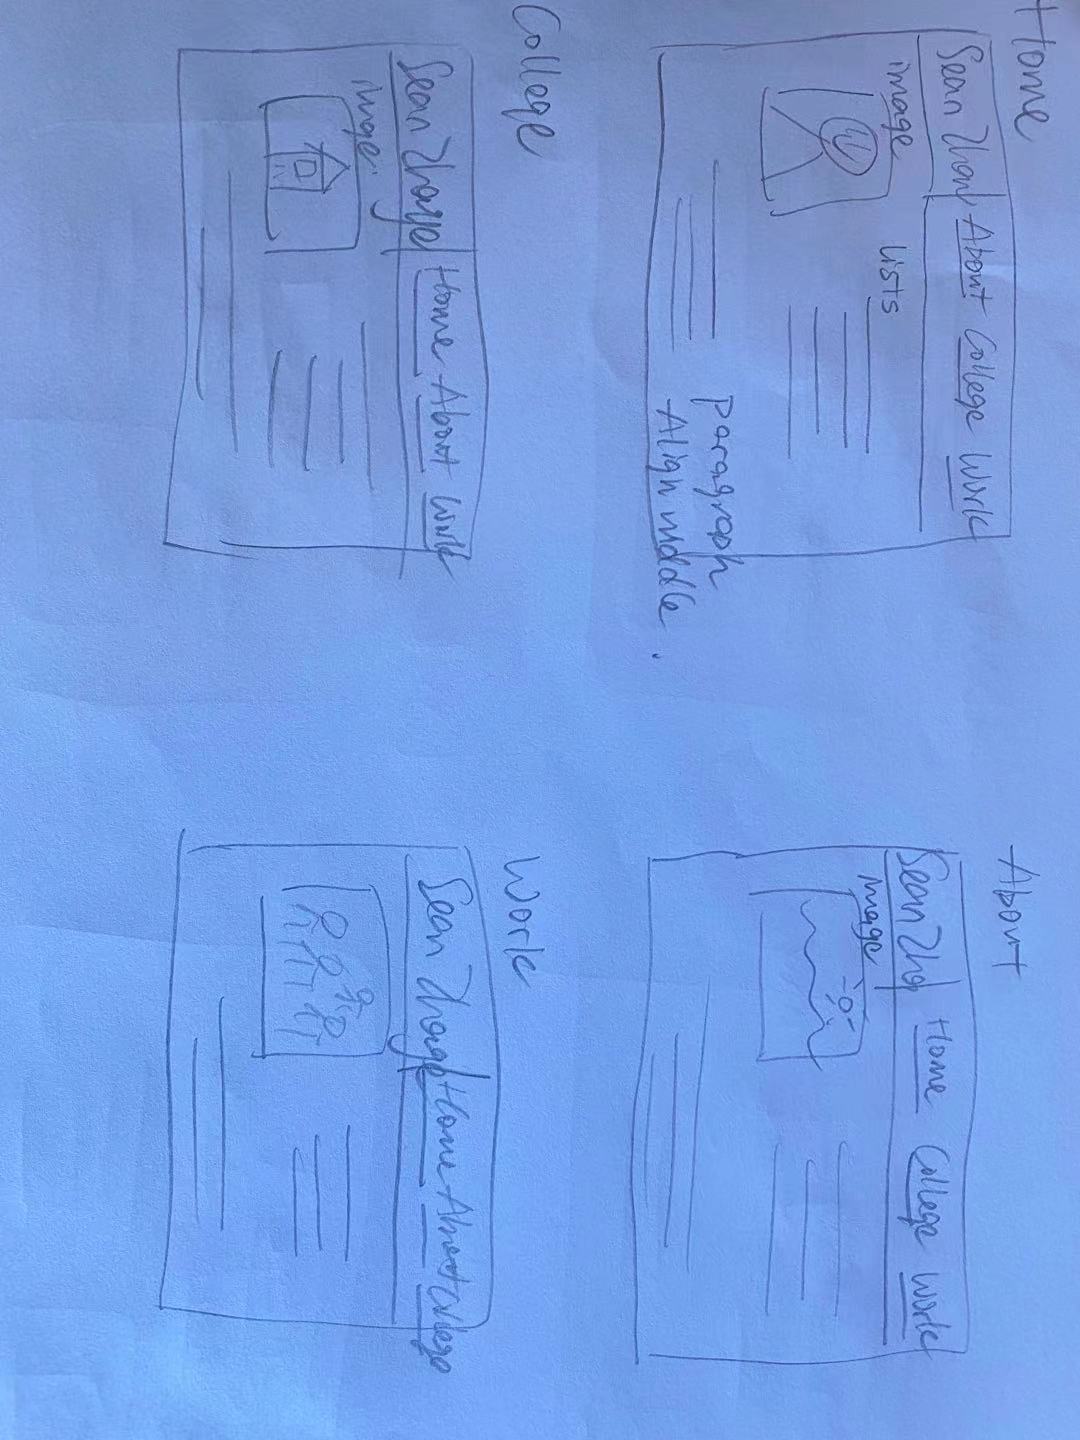 Home
Sean Zhan About College Work
image
Lists
paragraph
Align middle.
About
Sean Zha Home College Work
Image
College
Sean Zhage Home About Work
image.
Work
Sean Zhage Home About College